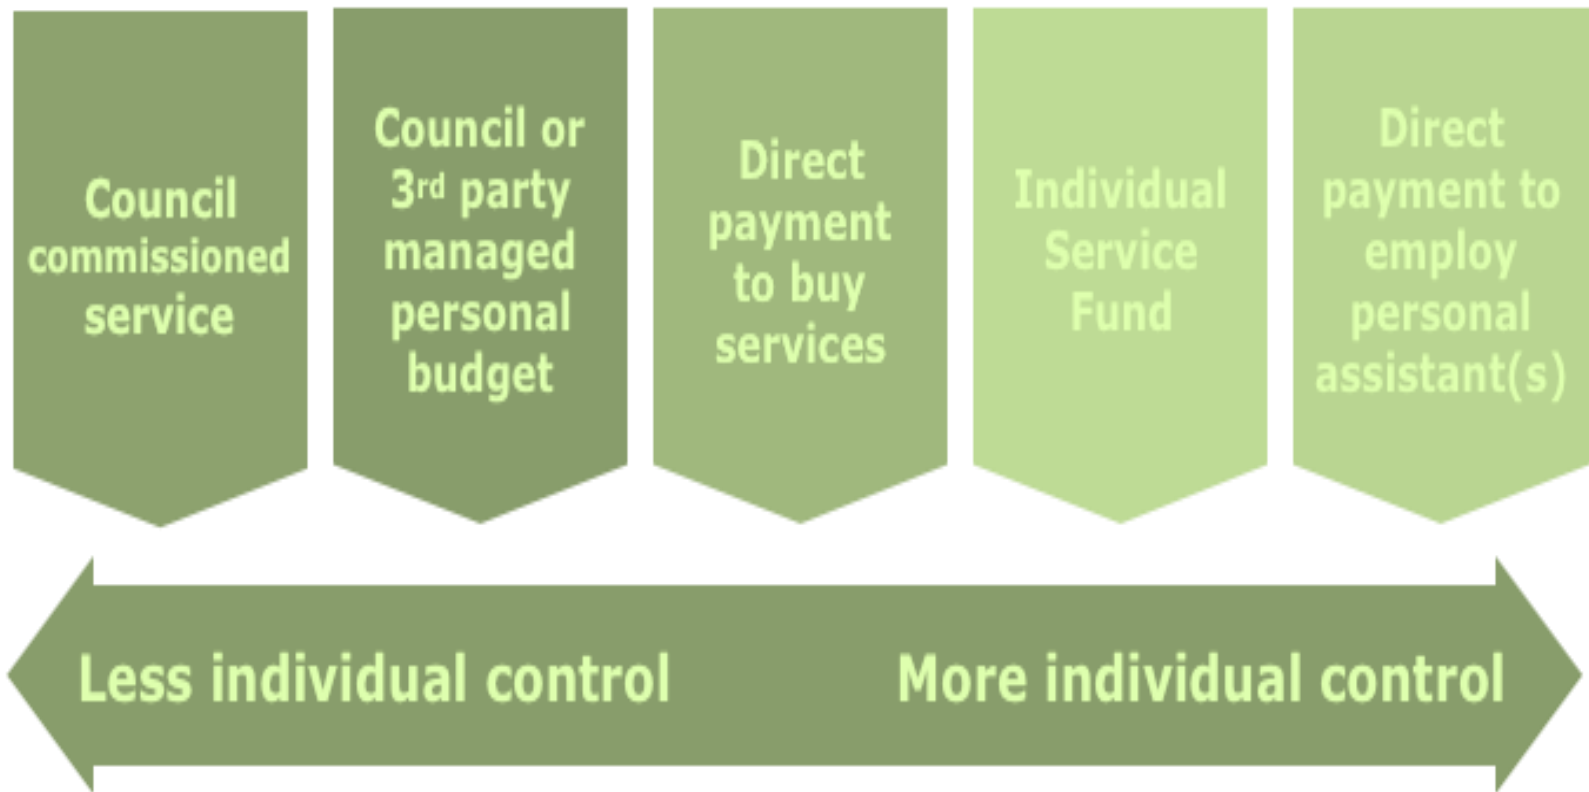 Council
commissioned
service
Council or
3rd party
managed
personal
budget
Direct
payment
to buy
services
Individual
Service
Fund
Direct
payment to
employ
personal
assistant(s)
Less individual control
More individual control